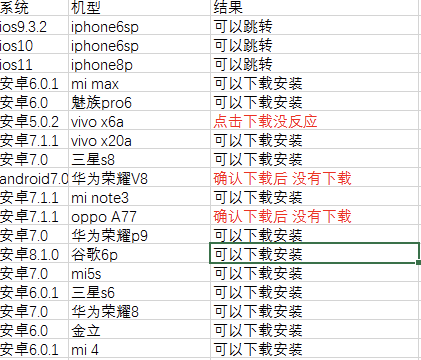 系统 机型 结果
ios9.3.2 iphone6sp 可以跳转
ios10 iphone6sp 可以跳转
ios11 iphone8p 可以跳转
安卓6.0.1 mi max 可以下载安装
安卓6.0 魅族pro6 可以下载安装
安卓5.0.2 vivo x6a 点击下载没反应
安卓7.1.1 vivo x20a 可以下载安装
安卓7.0 三星s8 可以下载安装
android7.0 华为荣耀V8 确认下载后 没有下载
安卓7.1.1 mi note3 可以下载安装
安卓7.1.1 oppo A77 确认下载后 没有下载
安卓7.0 华为荣耀p9 可以下载安装
安卓8.1.0 谷歌6p 可以下载安装
安卓7.0 mi5s 可以下载安装
安卓6.0.1 三星s6 可以下载安装
安卓7.0 华为荣耀8 可以下载安装
安卓6.0 金立 可以下载安装
安卓6.0.1 mi 4 可以下载安装